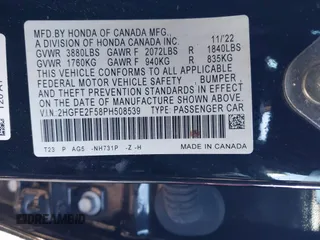 MFD. BY HONDA OF CANADA MFG.,
A DIVISION OF HONDA CANADA INC. 11/'22
GVWR 3880LBS GAWR F 2072LBS R 1840LBS
GVWR 1760KG GAWR F 940KG R 835KG
THIS VEHICLE CONFORMS TO ALL APPLICABLE
FEDERAL MOTOR VEHICLE SAFETY, BUMPER,
AND THEFT PREVENTION STANDARDS IN EFFECT
ON THE DATE OF MANUFACTURE SHOWN ABOVE.
V.I.N.: 2HGFE2F58PH508539 TYPE: PASSENGER CAR
T23 P AG5 -NH731P -Z -H
MADE IN CANADA
DREAMBID